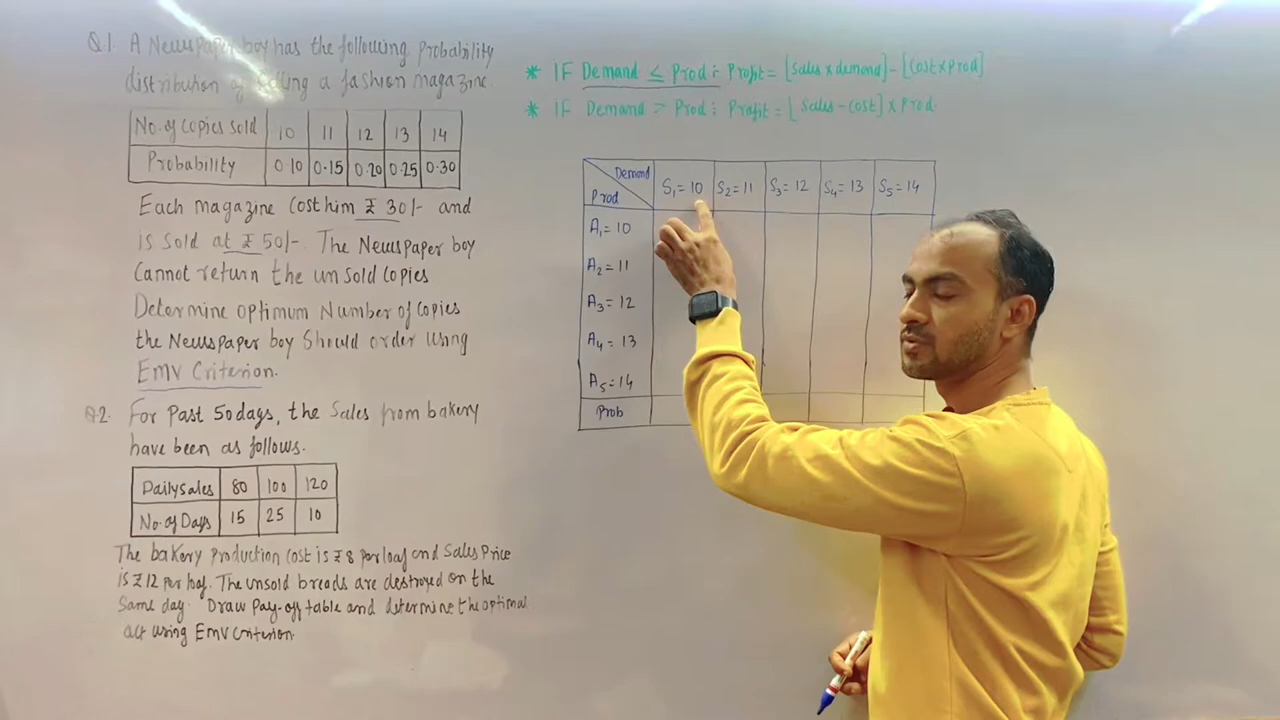 Q1. A Newspaper boy has the following Probability
distribution of selling a fashion magazine.
No. of Copies sold 10 11 12 13 14
Probability 0.10 0.15 0.20 0.25 0.30
Each magazine Cost him ₹ 30/- and
is Sold at ₹ 50/-. The Newspaper boy
Cannot return the unsold Copies
Determine optimum Number of Copies
the Newspaper boy Should order Using
EMV Criterion.
Q2. For Past 50 days, the Sales from bakery
have been as follows.
Daily Sales 80 100 120
No. of Days 15 25 10
The bakery Production Cost is ₹ 8 Per loaf and Sales Price
is ₹ 12 Per loaf. The unsold breads are destroyed on the
Same day. Draw Pay-off table and determine the optimal
act using EMV Criterion.
* IF Demand ≤ Prod : Profit = [Sales × demand] - [Cost × Prod]
* IF Demand > Prod : Profit = [Sales - Cost] × Prod.
Demand
Prod
S₁ = 10 S₂ = 11 S₃ = 12 S₄ = 13 S₅ = 14
A₁ = 10
A₂ = 11
A₃ = 12
A₄ = 13
A₅ = 14
Prob